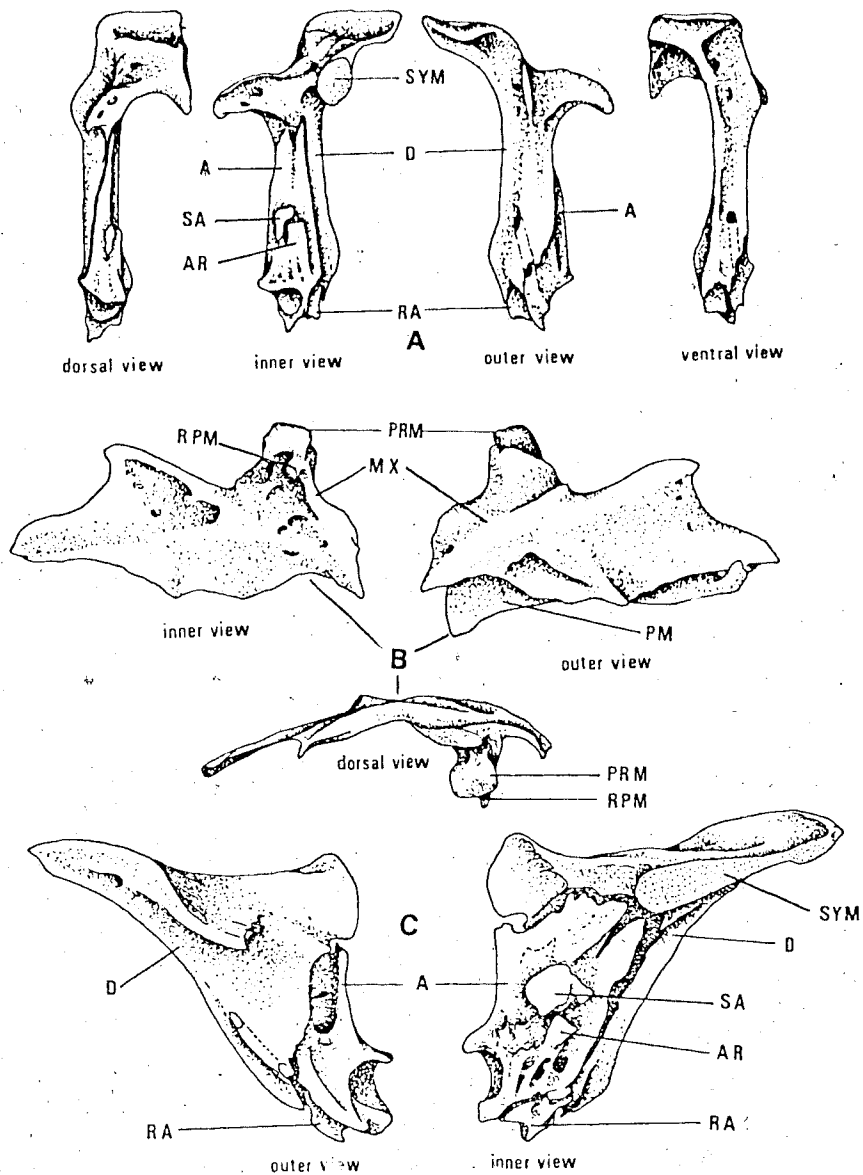 SYM
A
D
SA
A
AR
RA
A
dorsal view
inner view
outer view
ventral view
RPM
PRM
MX
inner view
PM
B
outer view
dorsal view
PRM
RPM
C
SYM
D
D
A
SA
AR
RA
RA
outer view
inner view